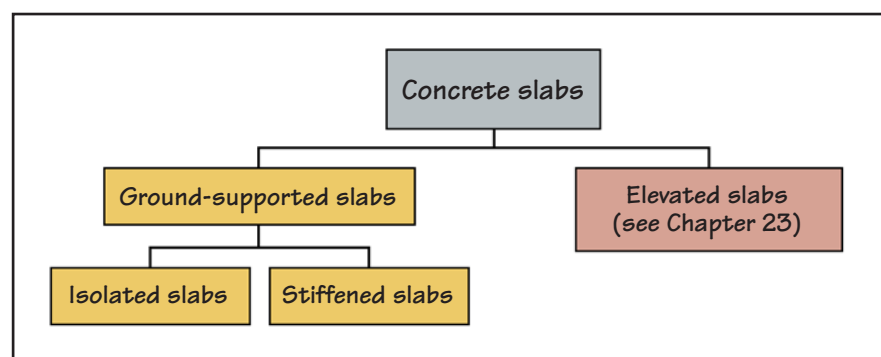 Concrete slabs
Ground-supported slabs
Elevated slabs
(see Chapter 23)
Isolated slabs
Stiffened slabs